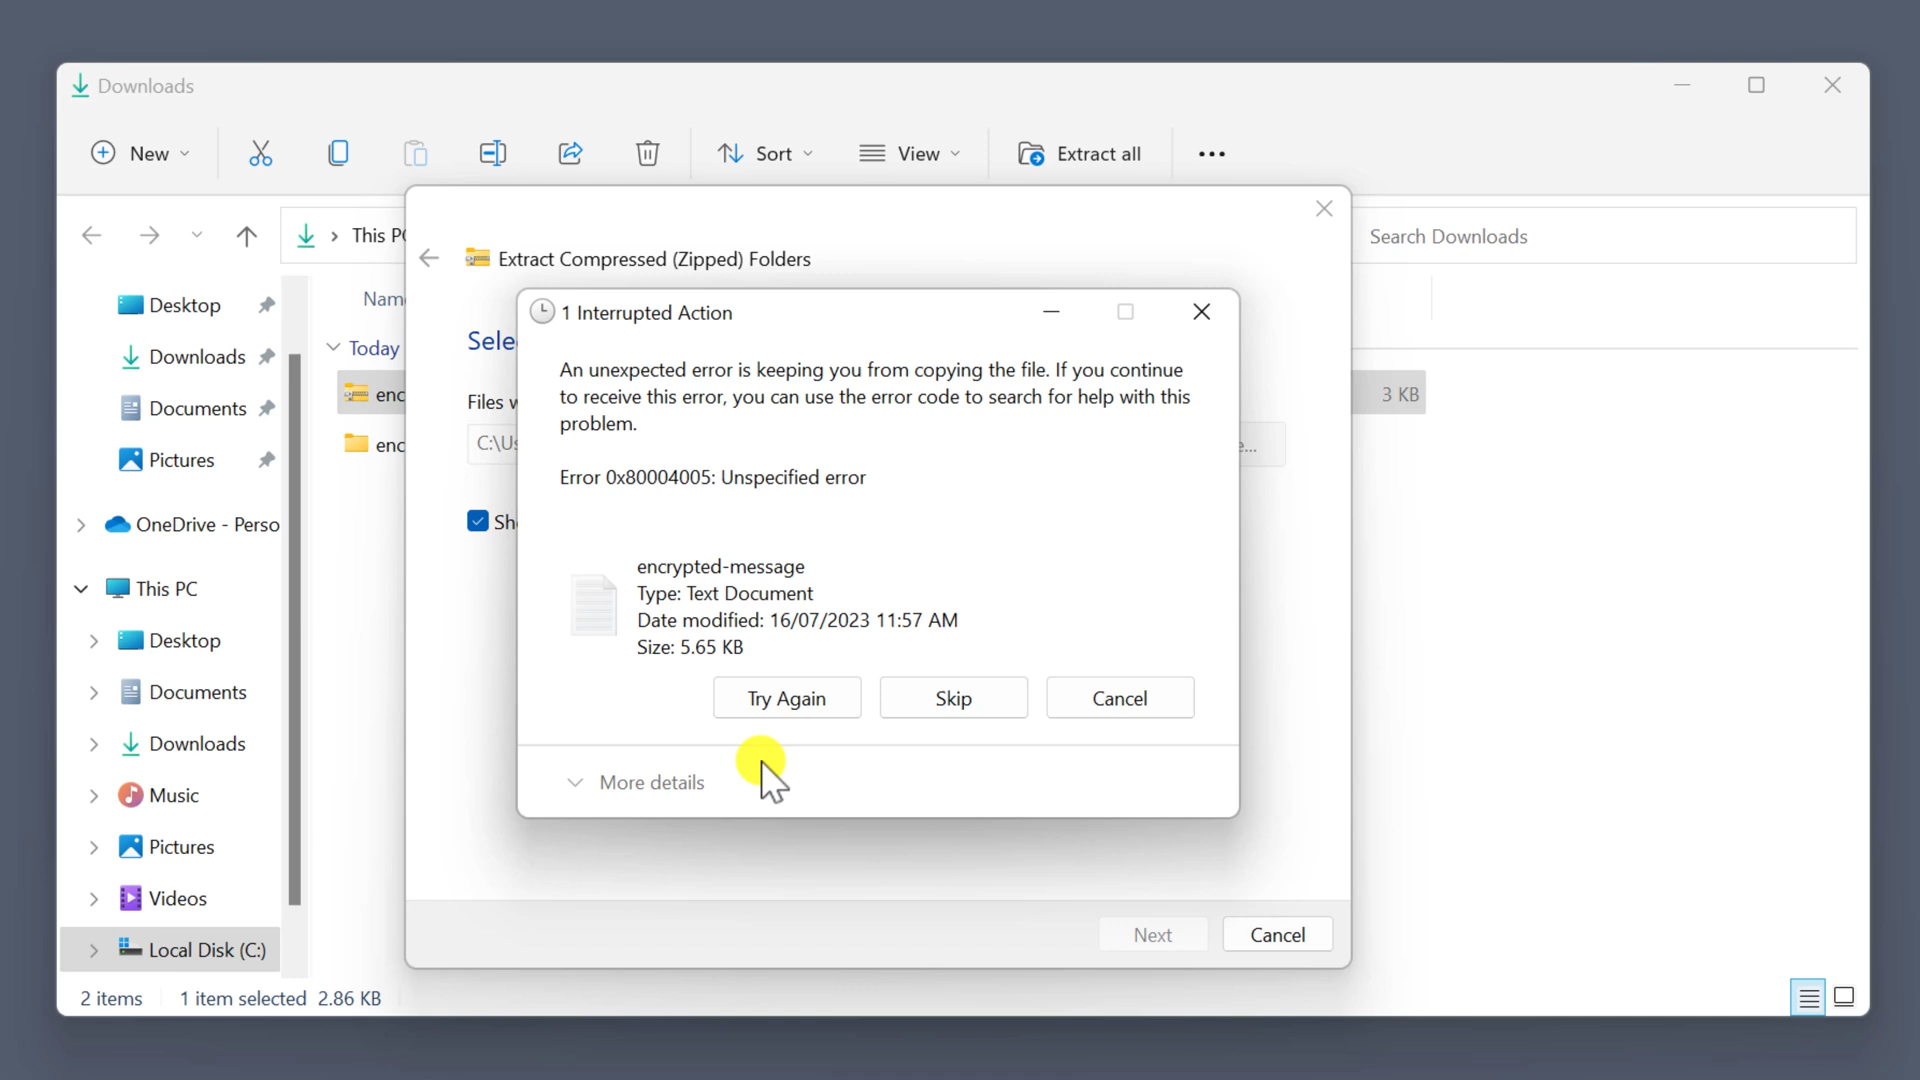 Downloads
New
Sort
View
Extract all
This PC
Search Downloads
Extract Compressed (Zipped) Folders
Desktop
Downloads
Documents
Pictures
OneDrive - Perso
This PC
Desktop
Documents
Downloads
Music
Pictures
Videos
Local Disk (C:)
Name
Today
enc
3 KB
enc
Sele
Files w
C:\Us
e...
Sho
1 Interrupted Action
An unexpected error is keeping you from copying the file. If you continue
to receive this error, you can use the error code to search for help with this
problem.
Error 0x80004005: Unspecified error
encrypted-message
Type: Text Document
Date modified: 16/07/2023 11:57 AM
Size: 5.65 KB
Try Again
Skip
Cancel
More details
Next
Cancel
2 items
1 item selected 2.86 KB